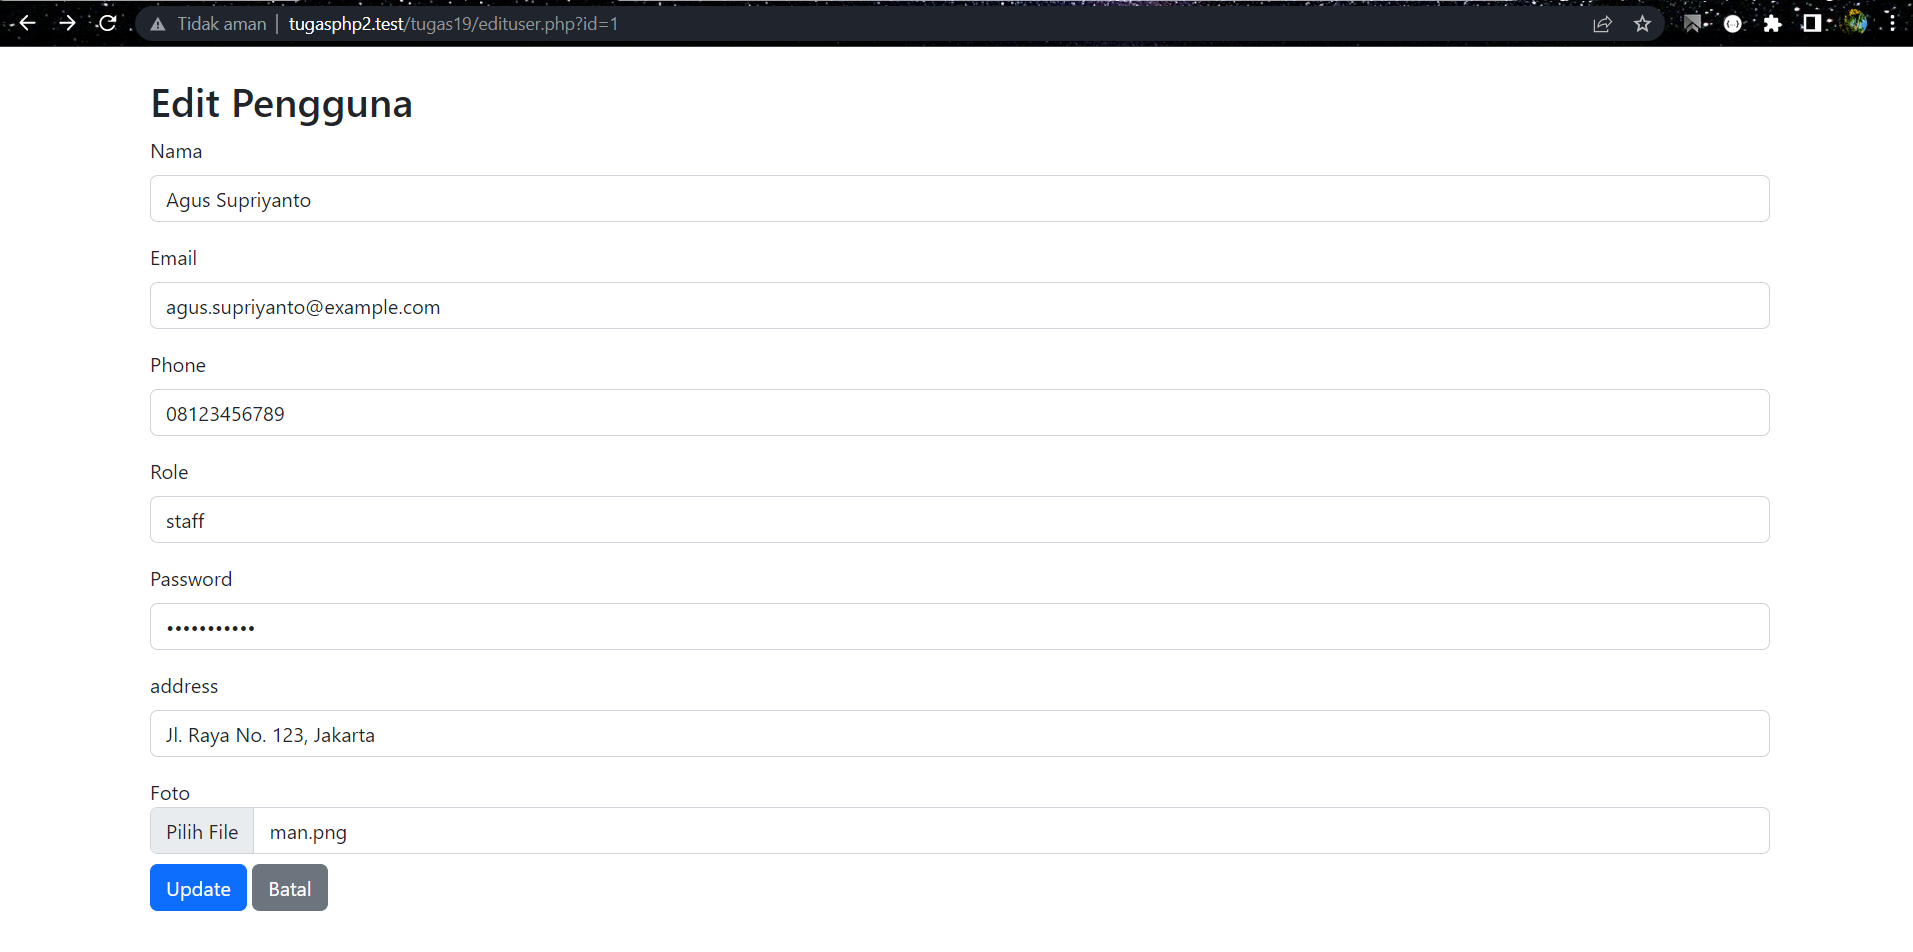 Tidak aman | tugasphp2.test/tugas19/edituser.php?id=1
Edit Pengguna
Nama
Agus Supriyanto
Email
agus.supriyanto@example.com
Phone
08123456789
Role
staff
Password
•••••••••••
address
Jl. Raya No. 123, Jakarta
Foto
Pilih File man.png
Update Batal